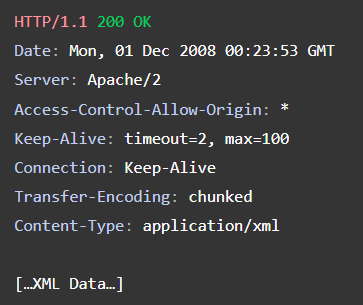 HTTP/1.1 200 OK
Date: Mon, 01 Dec 2008 00:23:53 GMT
Server: Apache/2
Access-Control-Allow-Origin: *
Keep-Alive: timeout=2, max=100
Connection: Keep-Alive
Transfer-Encoding: chunked
Content-Type: application/xml
[…XML Data…]